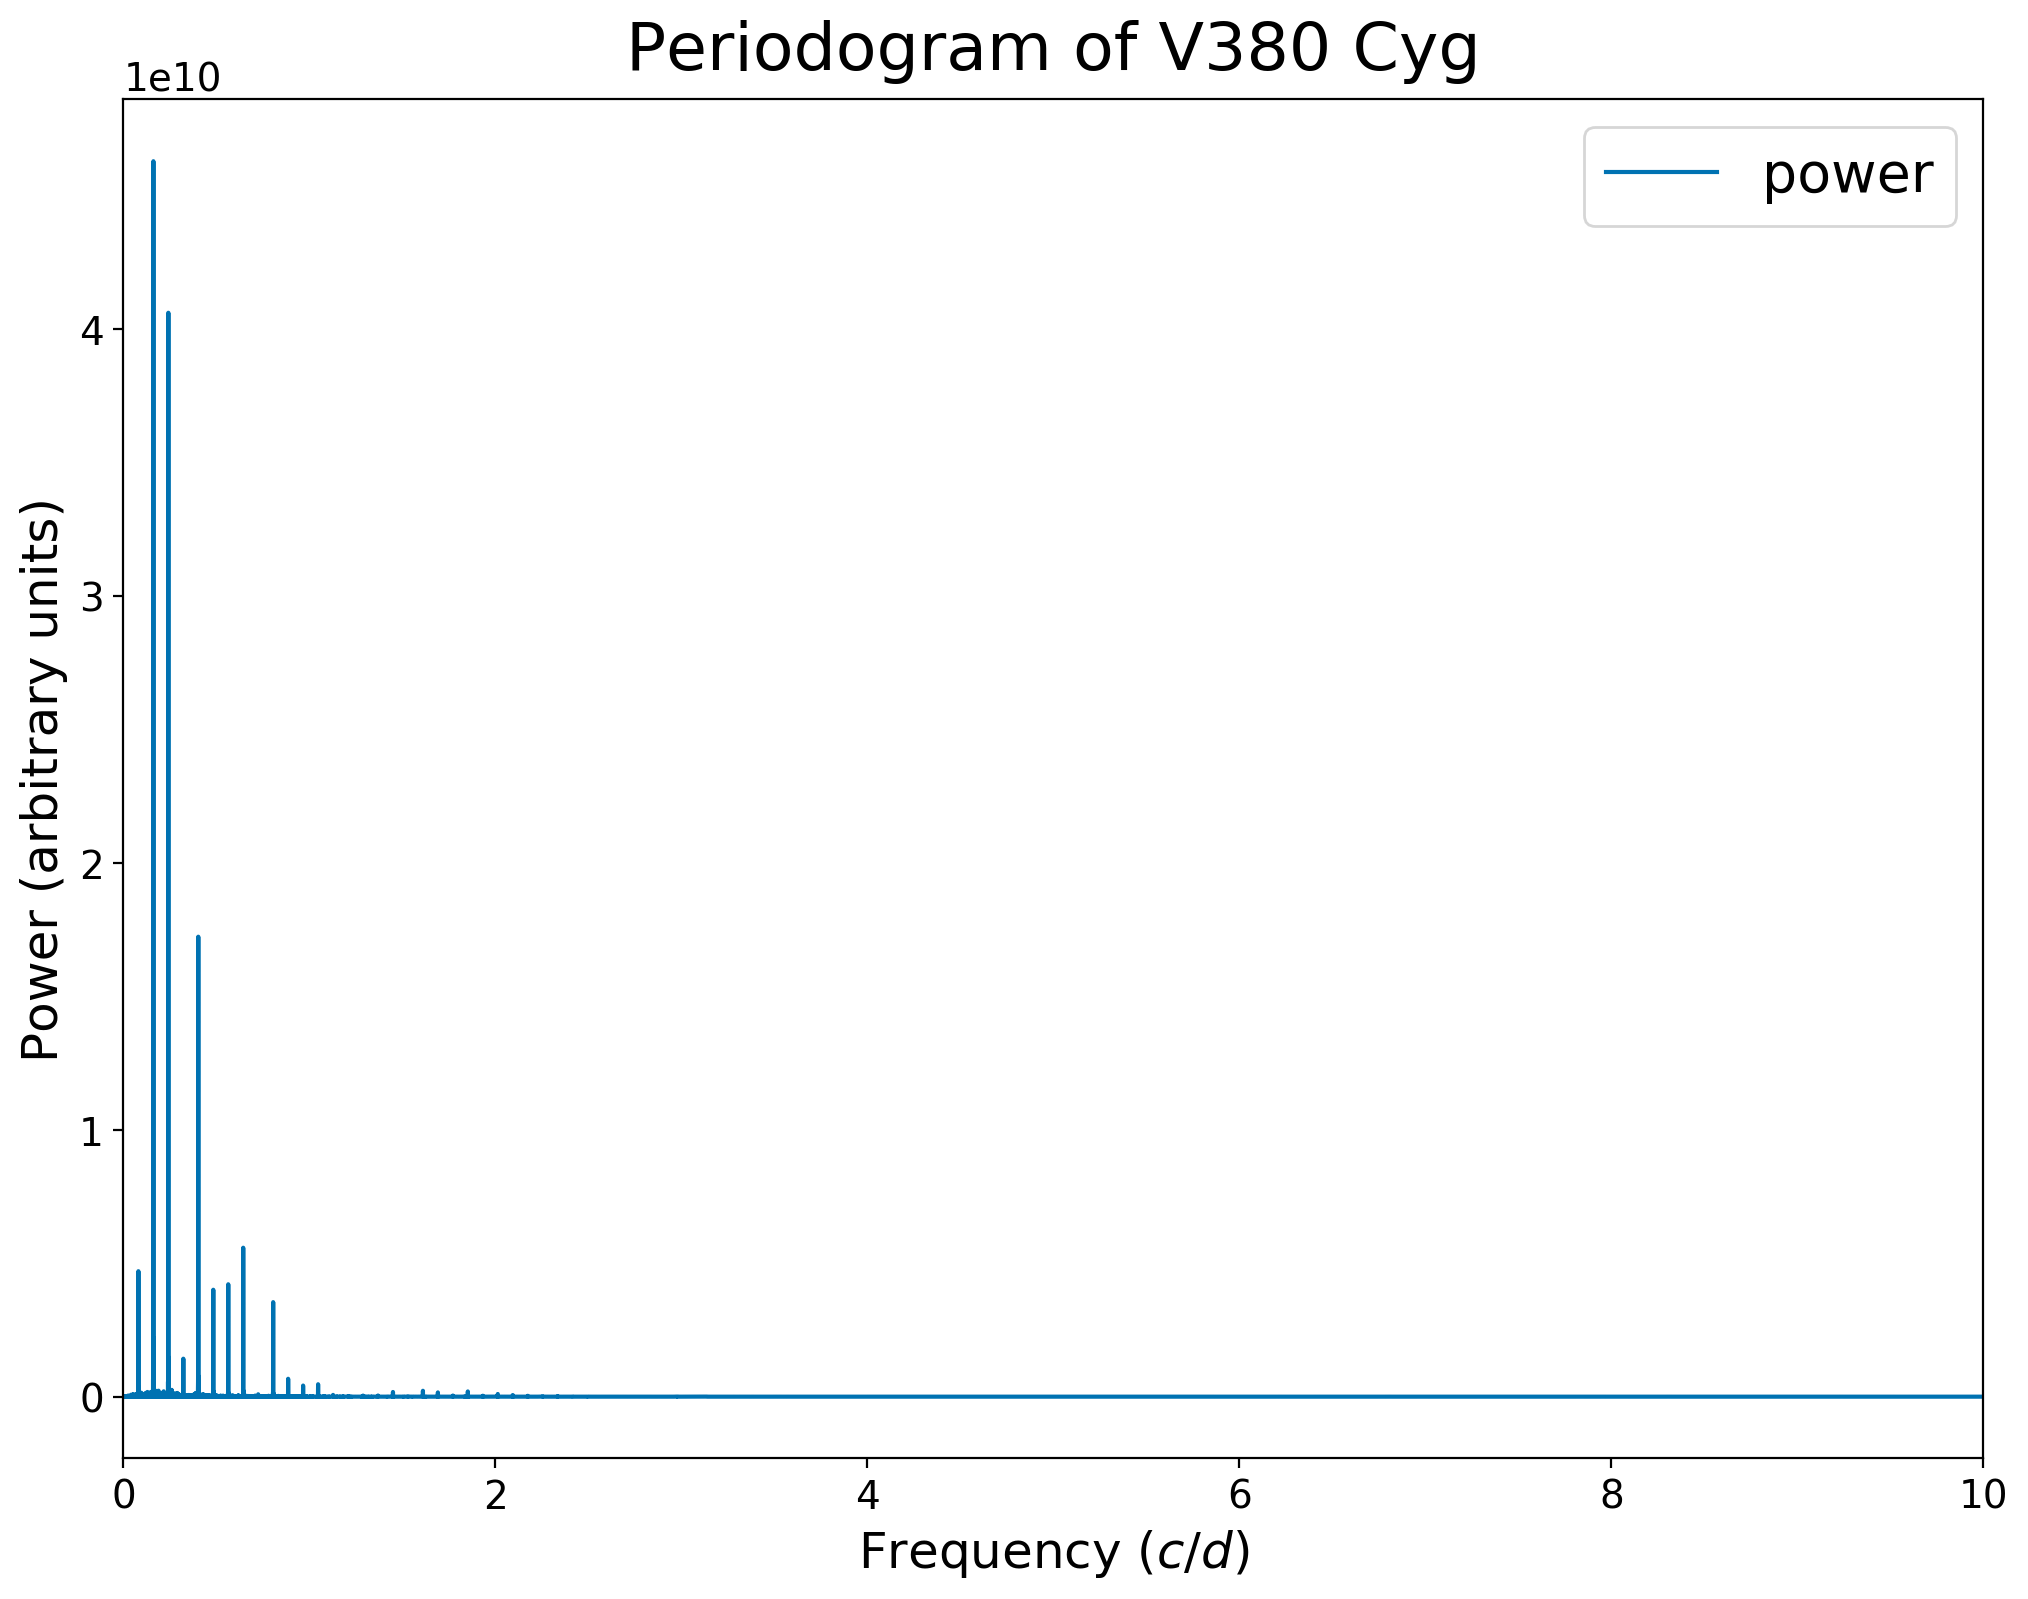 Periodogram of V380 Cyg
1e10
power
4
3
2
1
0
Power (arbitrary units)
0 2 4 6 8 10
Frequency (c/d)